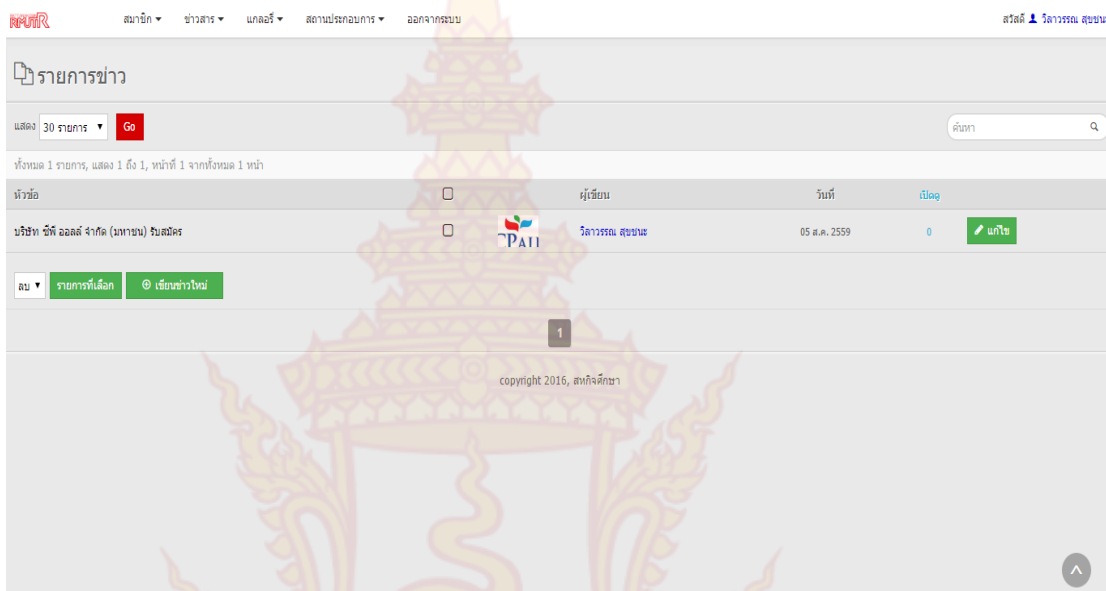 RMUTR สมาชิก ข่าวสาร แกลอรี่ สถานประกอบการ ออกจากระบบ สวัสดี วิลาวรรณ สุขชนะ
รายการข่าว
แสดง 30 รายการ Go ค้นหา
ทั้งหมด 1 รายการ, แสดง 1 ถึง 1, หน้าที่ 1 จากทั้งหมด 1 หน้า
หัวข้อ ผู้เขียน วันที่ เปิดดู
บริษัท ซีพี ออลล์ จำกัด (มหาชน) รับสมัคร CPALL วิลาวรรณ สุขชนะ 05 ส.ค. 2559 0 แก้ไข
ลบ รายการที่เลือก เขียนข่าวใหม่
1
copyright 2016, สหกิจศึกษา